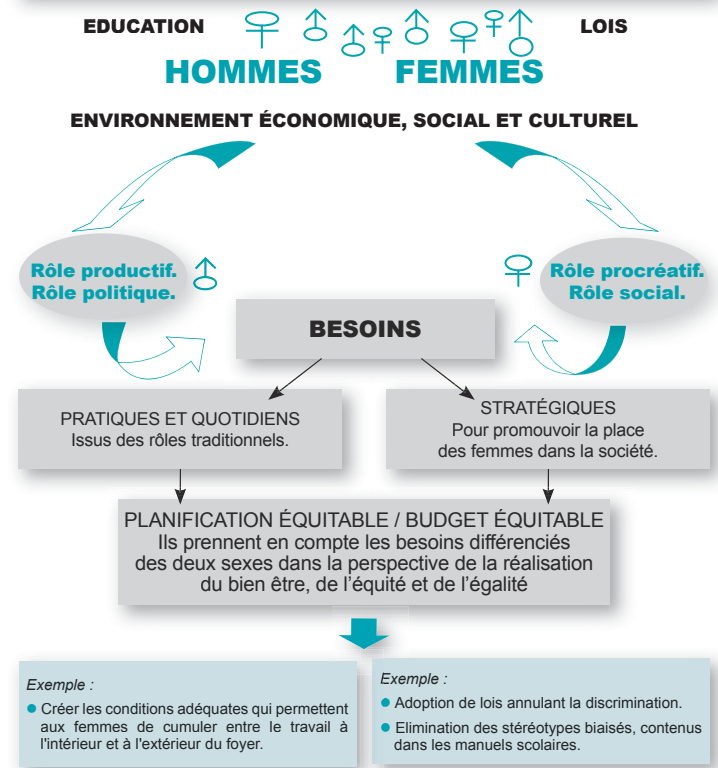 EDUCATION
LOIS
HOMMES
FEMMES
ENVIRONNEMENT ÉCONOMIQUE, SOCIAL ET CULTUREL
Rôle productif.
Rôle politique.
Rôle procréatif.
Rôle social.
BESOINS
PRATIQUES ET QUOTIDIENS
Issus des rôles traditionnels.
STRATÉGIQUES
Pour promouvoir la place
des femmes dans la société.
PLANIFICATION ÉQUITABLE / BUDGET ÉQUITABLE
Ils prennent en compte les besoins différenciés
des deux sexes dans la perspective de la réalisation
du bien être, de l'équité et de l'égalité
Exemple :
● Créer les conditions adéquates qui permettent
aux femmes de cumuler entre le travail à
l'intérieur et à l'extérieur du foyer.
Exemple :
● Adoption de lois annulant la discrimination.
● Elimination des stéréotypes biaisés, contenus
dans les manuels scolaires.